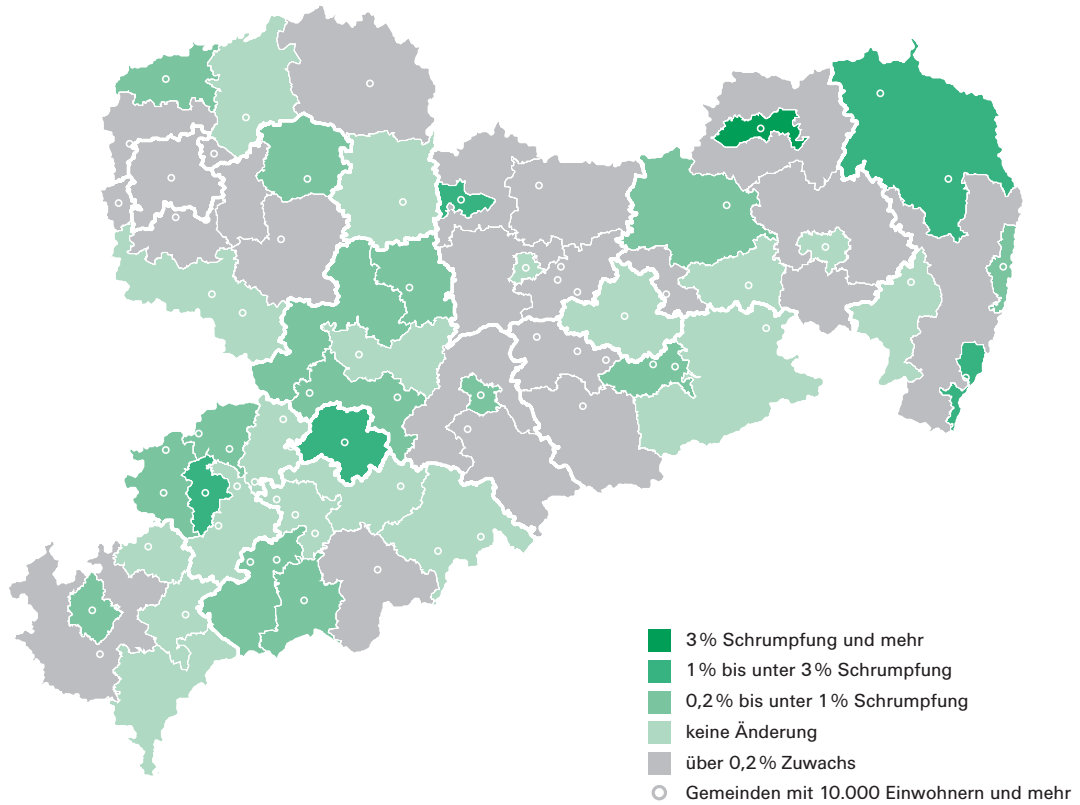 3 % Schrumpfung und mehr
1 % bis unter 3 % Schrumpfung
0,2 % bis unter 1 % Schrumpfung
keine Änderung
über 0,2 % Zuwachs
Gemeinden mit 10.000 Einwohnern und mehr